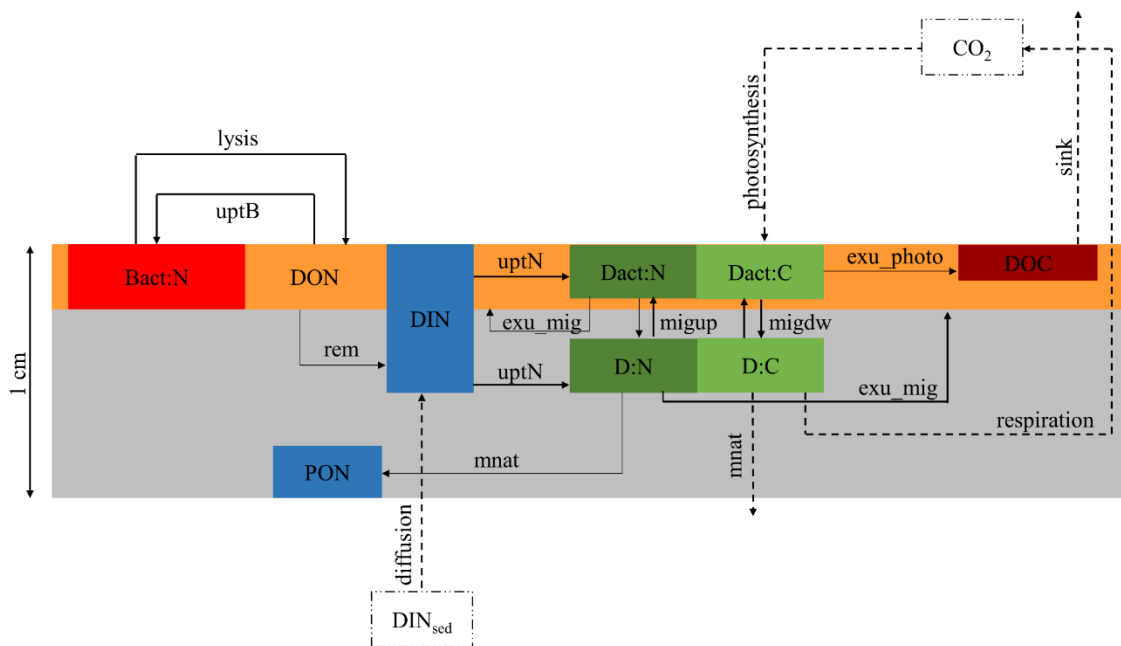 CO₂
photosynthesis
sink
lysis
uptB
Bact:N
DON
DIN
uptN
Dact:N
Dact:C
exu_photo
DOC
exu_mig
migup
migdw
rem
uptN
D:N
D:C
exu_mig
1 cm
respiration
PON
mnat
mnat
diffusion
DINsed